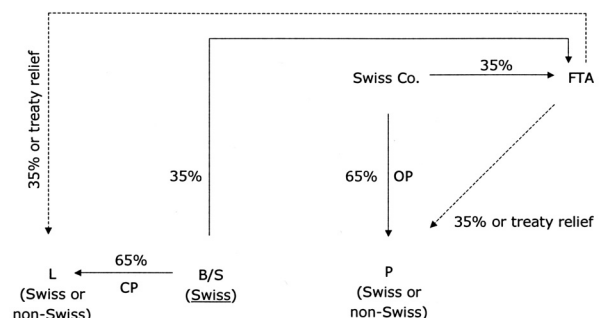 35% or treaty relief
35%
Swiss Co.
FTA
35%
65%
OP
35% or treaty relief
65%
L
CP
B/S
P
(Swiss or
(Swiss)
(Swiss or
non-Swiss)
non-Swiss)